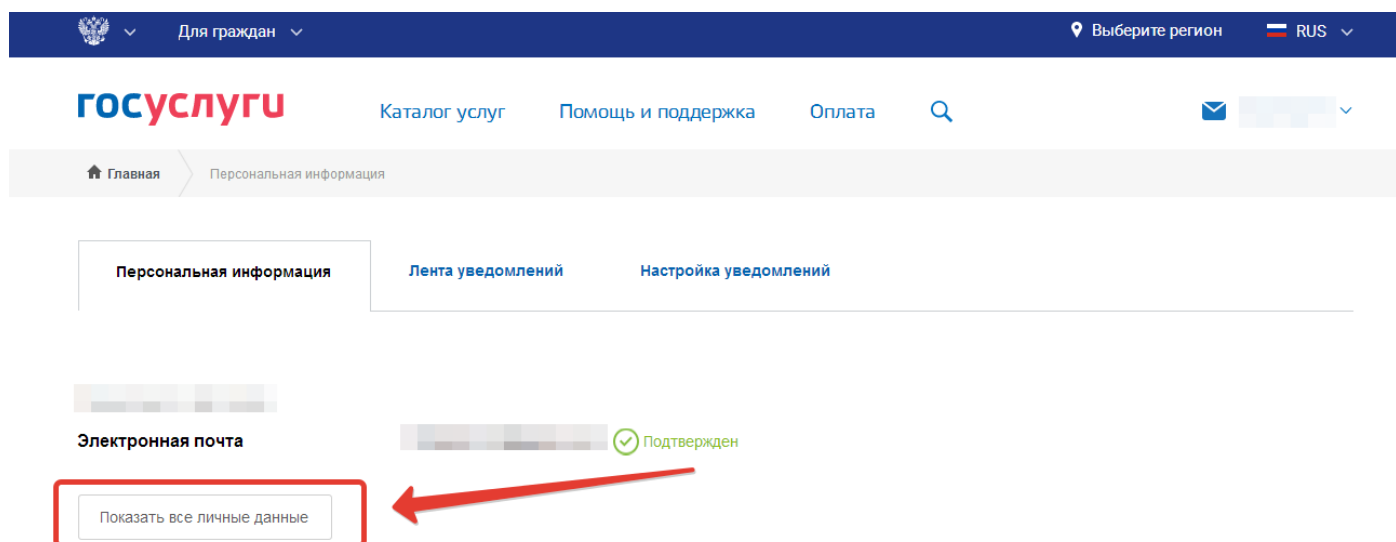 Для граждан
Выберите регион
RUS
госуслуги
Каталог услуг
Помощь и поддержка
Оплата
Главная
Персональная информация
Персональная информация
Лента уведомлений
Настройка уведомлений
Электронная почта
Подтвержден
Показать все личные данные